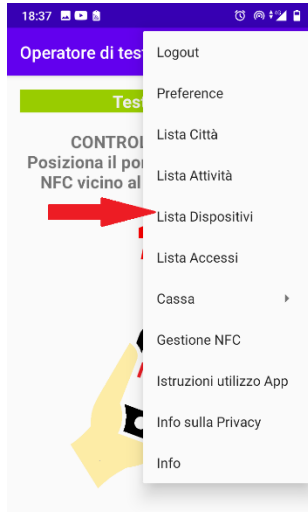 18:37
Operatore di test
Logout
Test
Preference
CONTROL
Lista Città
Posiziona il por
Lista Attività
NFC vicino al
Lista Dispositivi
Lista Accessi
Cassa
Gestione NFC
Istruzioni utilizzo App
Info sulla Privacy
Info